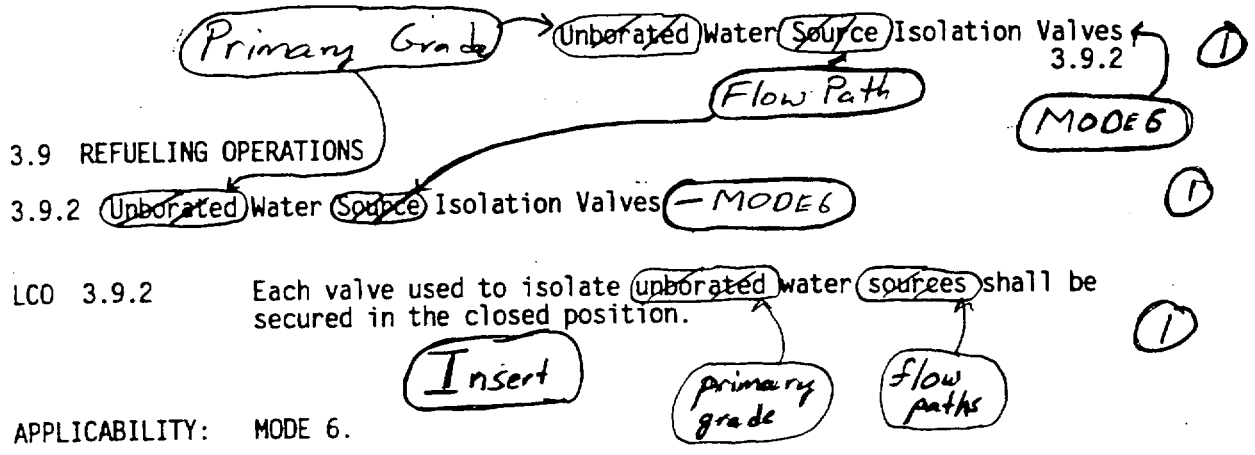 Primary Grade Unborated Water Source Isolation Valves ①
3.9.2
Flow Path
MODE 6
3.9 REFUELING OPERATIONS
3.9.2 Unborated Water Source Isolation Valves - MODE 6 ①
LCO 3.9.2 Each valve used to isolate unborated water sources shall be
secured in the closed position. ①
Insert primary grade flow paths
APPLICABILITY: MODE 6.